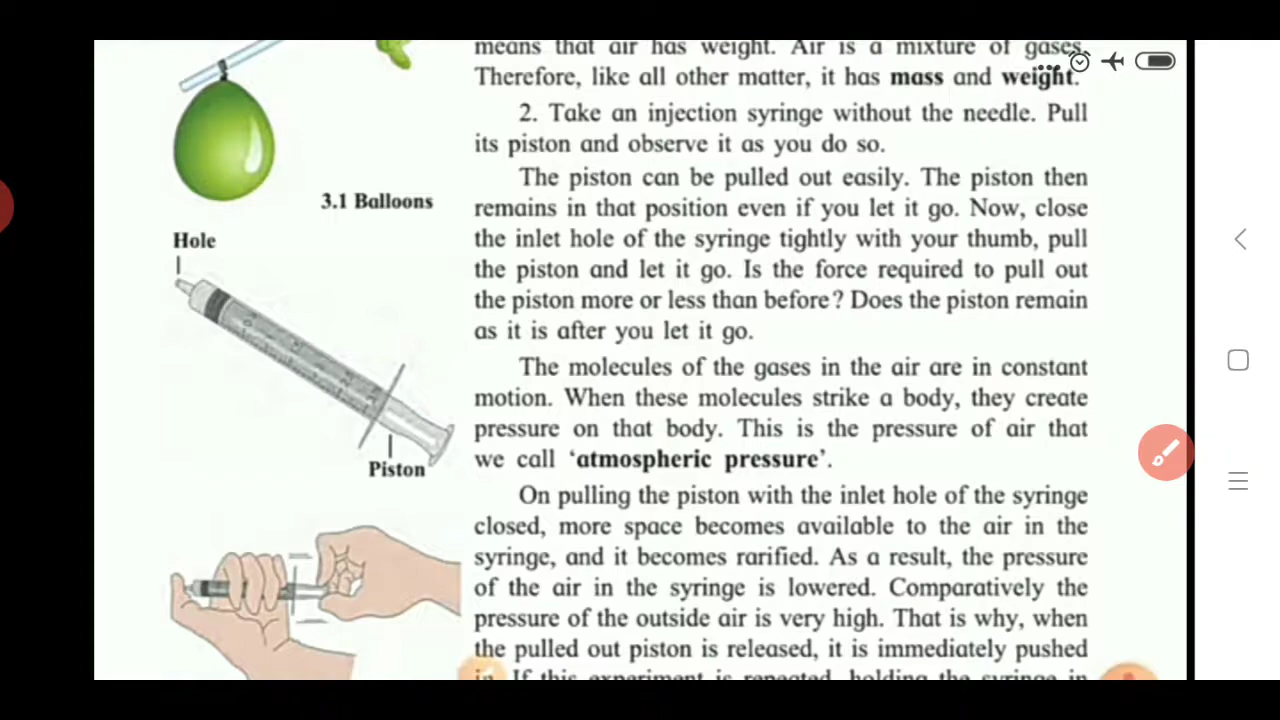 means that air has weight. Air is a mixture of gases.
Therefore, like all other matter, it has mass and weight.
2. Take an injection syringe without the needle. Pull
its piston and observe it as you do so.
The piston can be pulled out easily. The piston then
3.1 Balloons
remains in that position even if you let it go. Now, close
Hole
the inlet hole of the syringe tightly with your thumb, pull
the piston and let it go. Is the force required to pull out
the piston more or less than before? Does the piston remain
as it is after you let it go.
The molecules of the gases in the air are in constant
motion. When these molecules strike a body, they create
pressure on that body. This is the pressure of air that
we call ‘atmospheric pressure’.
Piston
On pulling the piston with the inlet hole of the syringe
closed, more space becomes available to the air in the
syringe, and it becomes rarified. As a result, the pressure
of the air in the syringe is lowered. Comparatively the
pressure of the outside air is very high. That is why, when
the pulled out piston is released, it is immediately pushed
in. If this experiment is repeated, holding the syringe in